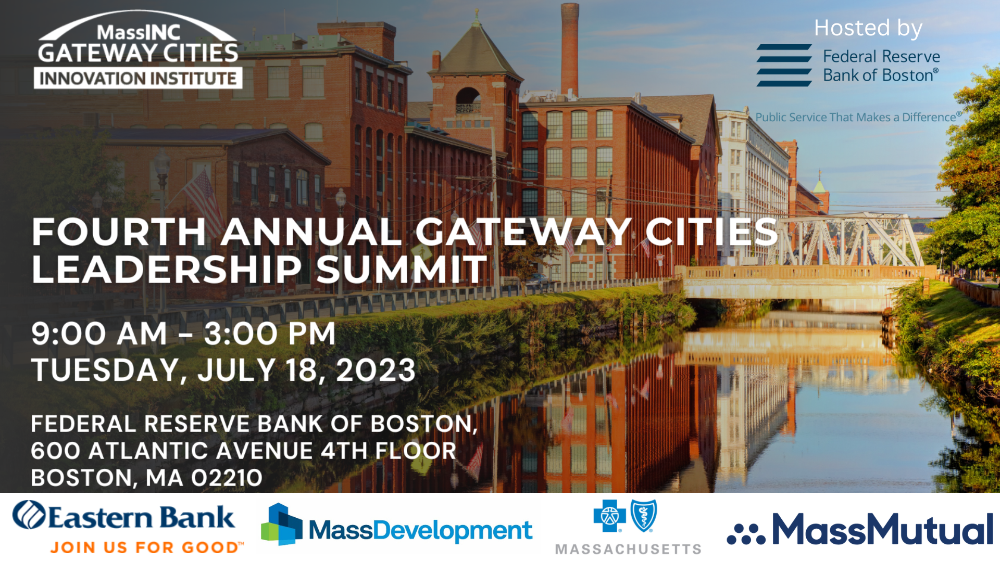 MassINC
GATEWAY CITIES
INNOVATION INSTITUTE
Hosted by
Federal Reserve
Bank of Boston®
Public Service That Makes a Difference®
FOURTH ANNUAL GATEWAY CITIES
LEADERSHIP SUMMIT
9:00 AM – 3:00 PM
TUESDAY, JULY 18, 2023
FEDERAL RESERVE BANK OF BOSTON,
600 ATLANTIC AVENUE 4TH FLOOR
BOSTON, MA 02210
Eastern Bank
JOIN US FOR GOOD™
MassDevelopment
® ®
MASSACHUSETTS
MassMutual